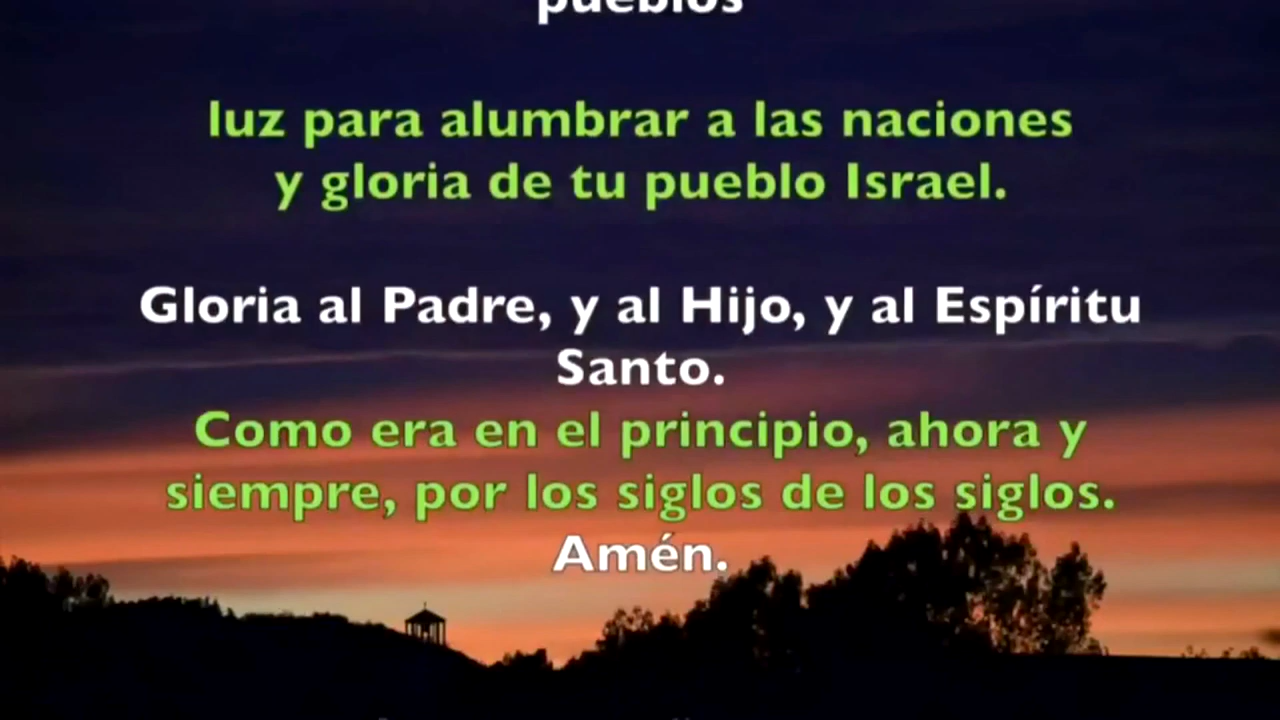 pueblos
luz para alumbrar a las naciones
y gloria de tu pueblo Israel.
Gloria al Padre, y al Hijo, y al Espíritu
Santo.
Como era en el principio, ahora y
siempre, por los siglos de los siglos.
Amén.